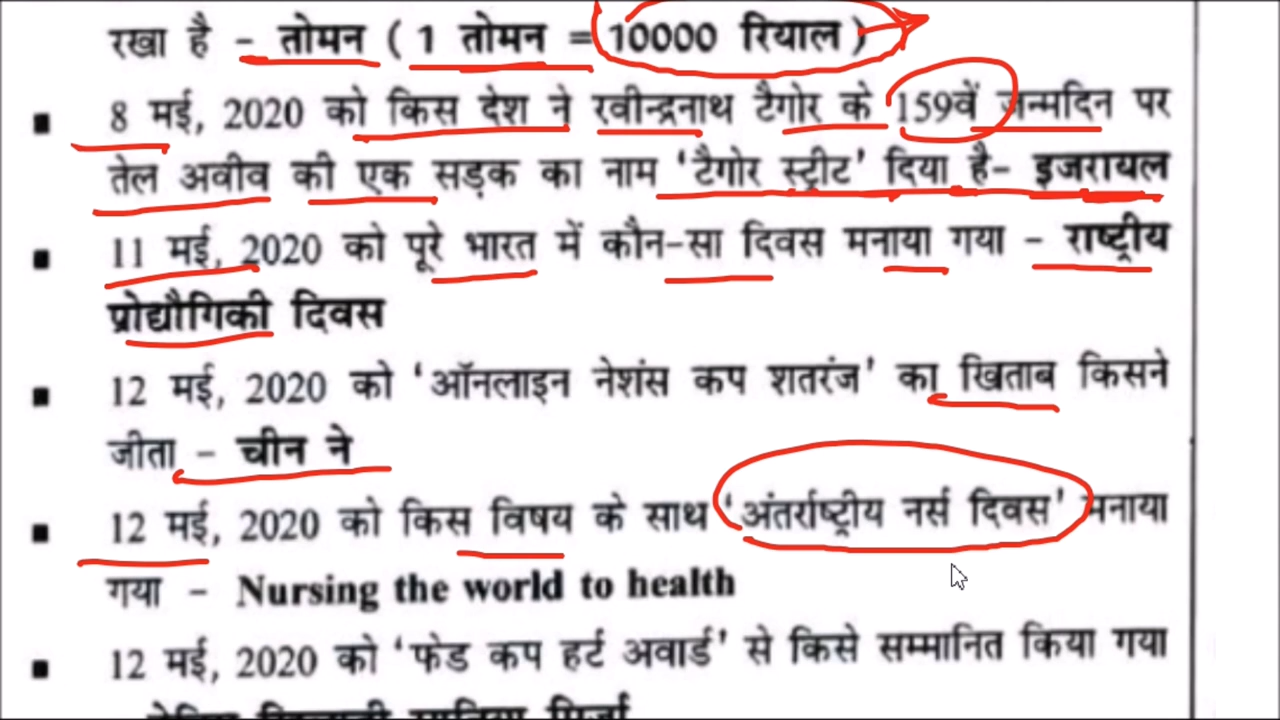 रखा है – तोमन ( 1 तोमन = 10000 रियाल )
▪ 8 मई, 2020 को किस देश ने रवीन्द्रनाथ टैगोर के 159वें जन्मदिन पर
तेल अवीव की एक सड़क का नाम ‘टैगोर स्ट्रीट’ दिया है– इजरायल
▪ 11 मई, 2020 को पूरे भारत में कौन-सा दिवस मनाया गया – राष्ट्रीय
प्रोद्यौगिकी दिवस
▪ 12 मई, 2020 को ‘ऑनलाइन नेशंस कप शतरंज’ का खिताब किसने
जीता – चीन ने
▪ 12 मई, 2020 को किस विषय के साथ ‘अंतर्राष्ट्रीय नर्स दिवस’ मनाया
गया – Nursing the world to health
▪ 12 मई, 2020 को ‘फेड कप हर्ट अवार्ड’ से किसे सम्मानित किया गया